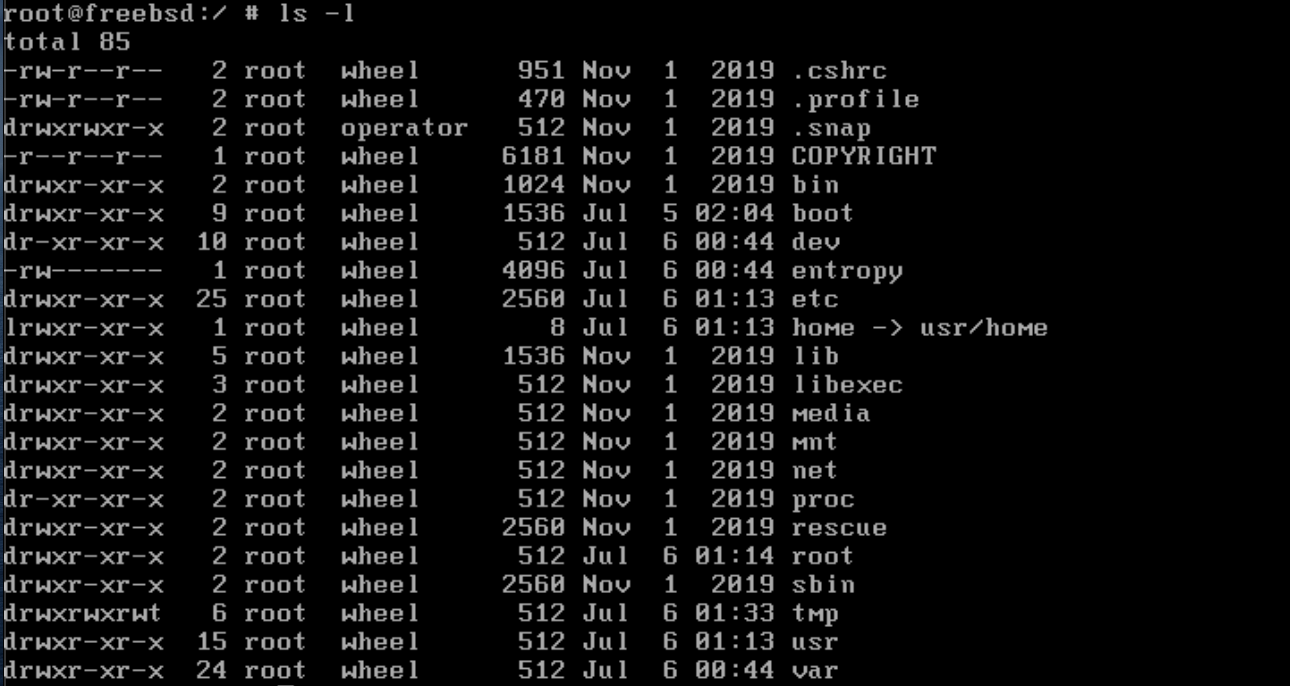 root@freebsd:/ # ls -l
total 85
-rw-r--r--   2 root  wheel      951 Nov  1  2019 .cshrc
-rw-r--r--   2 root  wheel      470 Nov  1  2019 .profile
drwxrwxr-x   2 root  operator   512 Nov  1  2019 .snap
-r--r--r--   1 root  wheel     6181 Nov  1  2019 COPYRIGHT
drwxr-xr-x   2 root  wheel     1024 Nov  1  2019 bin
drwxr-xr-x   9 root  wheel     1536 Jul  5 02:04 boot
dr-xr-xr-x  10 root  wheel      512 Jul  6 00:44 dev
-rw-------   1 root  wheel     4096 Jul  6 00:44 entropy
drwxr-xr-x  25 root  wheel     2560 Jul  6 01:13 etc
lrwxr-xr-x   1 root  wheel        8 Jul  6 01:13 home -> usr/home
drwxr-xr-x   5 root  wheel     1536 Nov  1  2019 lib
drwxr-xr-x   3 root  wheel      512 Nov  1  2019 libexec
drwxr-xr-x   2 root  wheel      512 Nov  1  2019 media
drwxr-xr-x   2 root  wheel      512 Nov  1  2019 mnt
drwxr-xr-x   2 root  wheel      512 Nov  1  2019 net
dr-xr-xr-x   2 root  wheel      512 Nov  1  2019 proc
drwxr-xr-x   2 root  wheel     2560 Nov  1  2019 rescue
drwxr-xr-x   2 root  wheel      512 Jul  6 01:14 root
drwxr-xr-x   2 root  wheel     2560 Nov  1  2019 sbin
drwxrwxrwt   6 root  wheel      512 Jul  6 01:33 tmp
drwxr-xr-x  15 root  wheel      512 Jul  6 01:13 usr
drwxr-xr-x  24 root  wheel      512 Jul  6 00:44 var